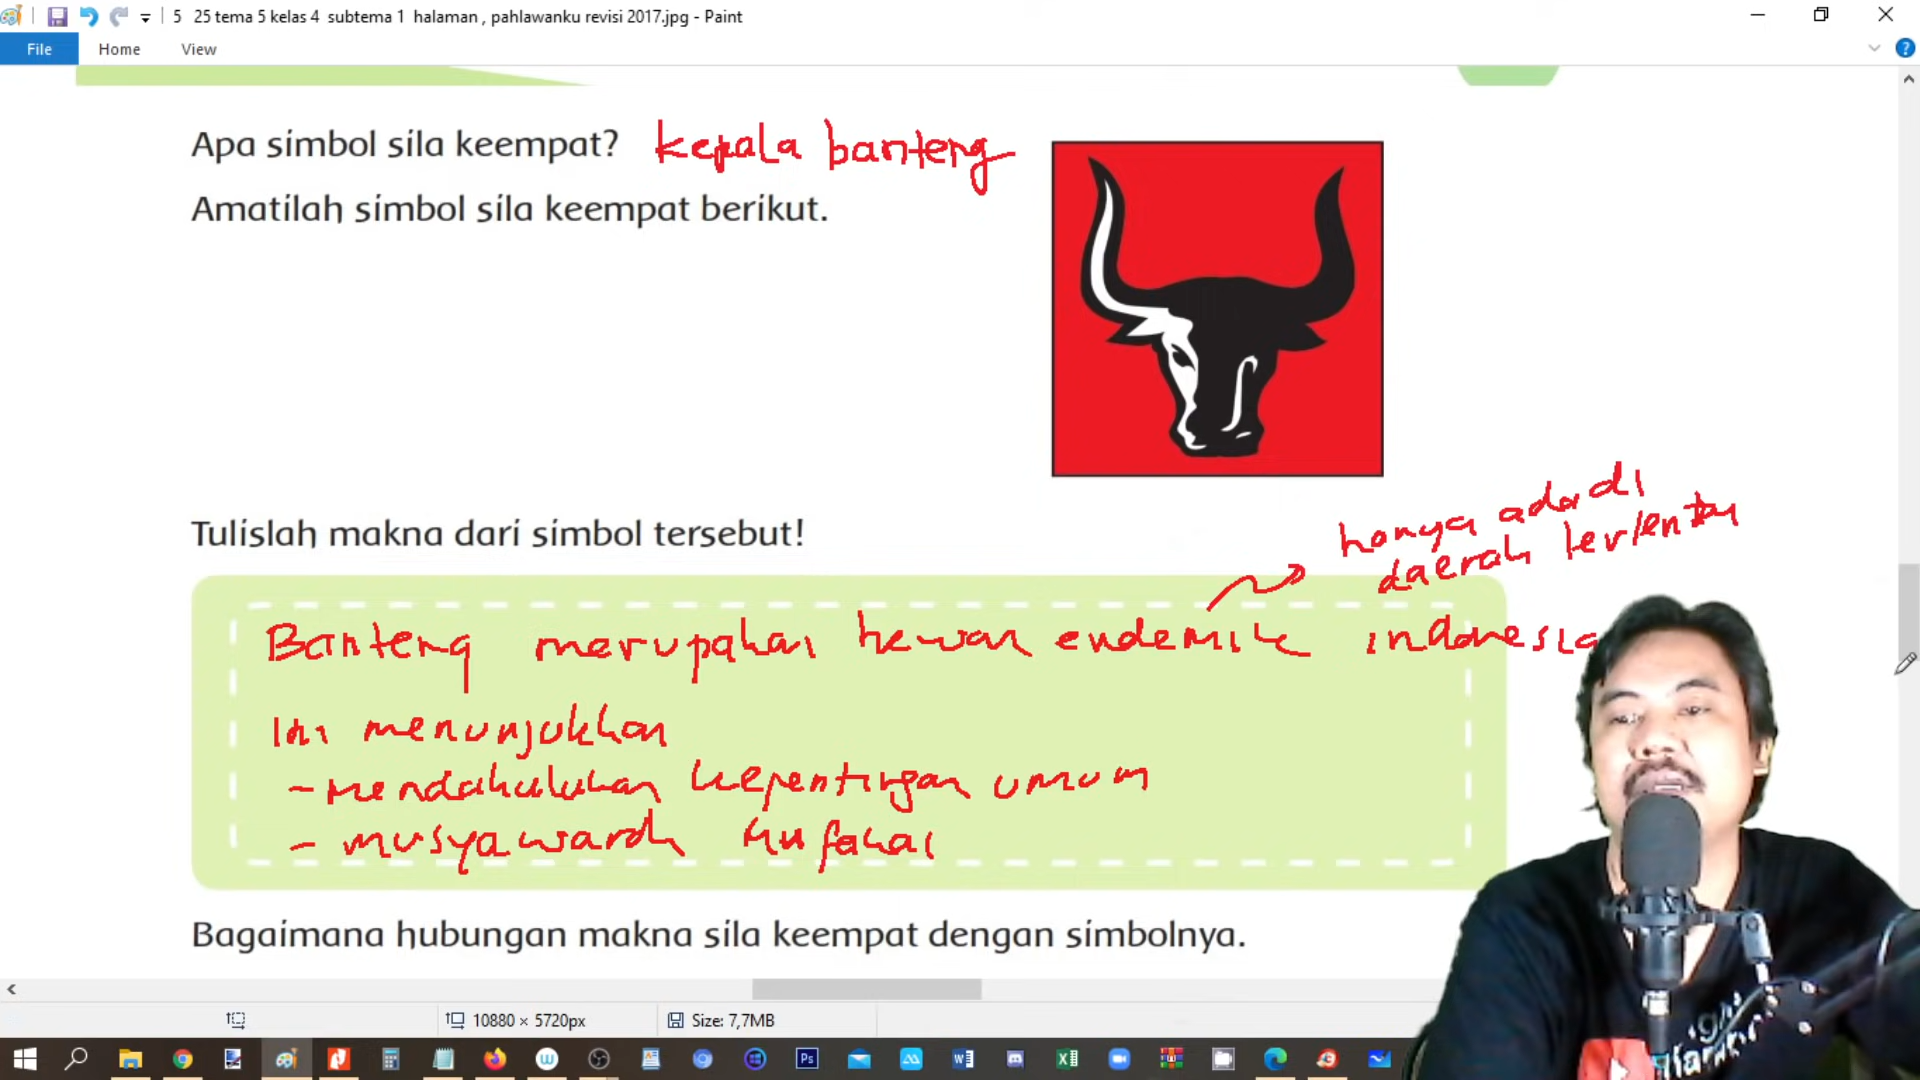 5 25 tema 5 kelas 4 subtema 1 halaman , pahlawanku revisi 2017.jpg - Paint
File Home View
Apa simbol sila keempat? kepala banteng
Amatilah simbol sila keempat berikut.
Tulislah makna dari simbol tersebut!
hanya ada di
daerah tertentu
Banteng merupakan hewan endemik indonesia
Ini menunjukkan
- Mendahulukan kepentingan umum
- musyawarah mufakat
Bagaimana hubungan makna sila keempat dengan simbolnya.
10880 × 5720px Size: 7,7MB